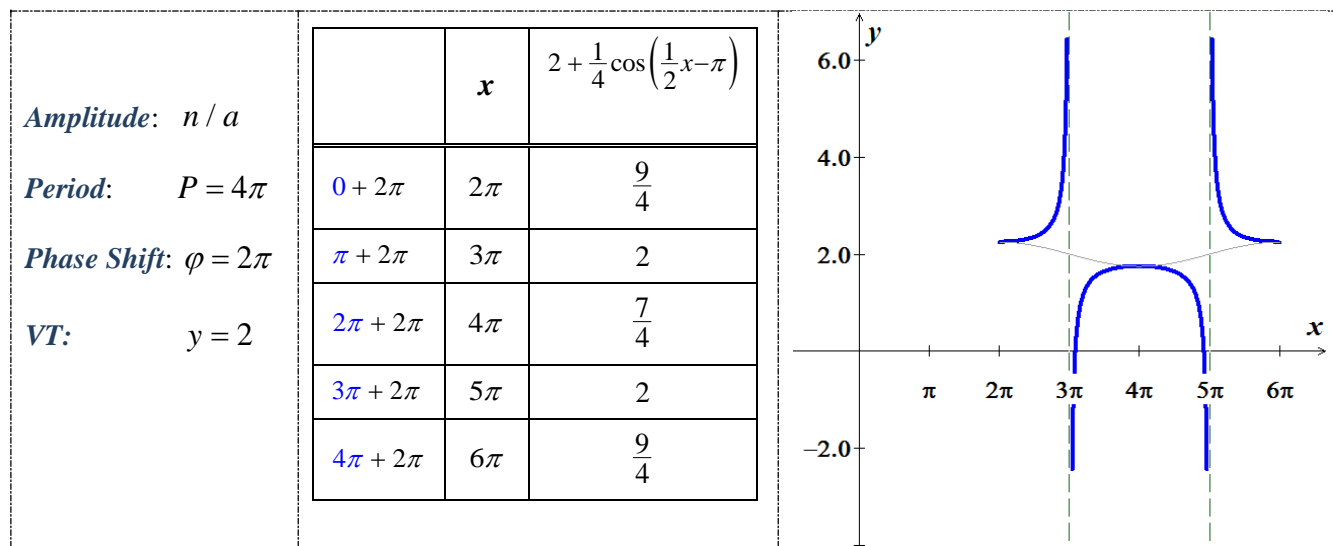 Amplitude: n / a
Period: P = 4π
Phase Shift: φ = 2π
VT: y = 2
x 2 + 1/4 cos(1/2 x − π)
0 + 2π 2π 9/4
π + 2π 3π 2
2π + 2π 4π 7/4
3π + 2π 5π 2
4π + 2π 6π 9/4
y
6.0
4.0
2.0
x
π 2π 3π 4π 5π 6π
−2.0